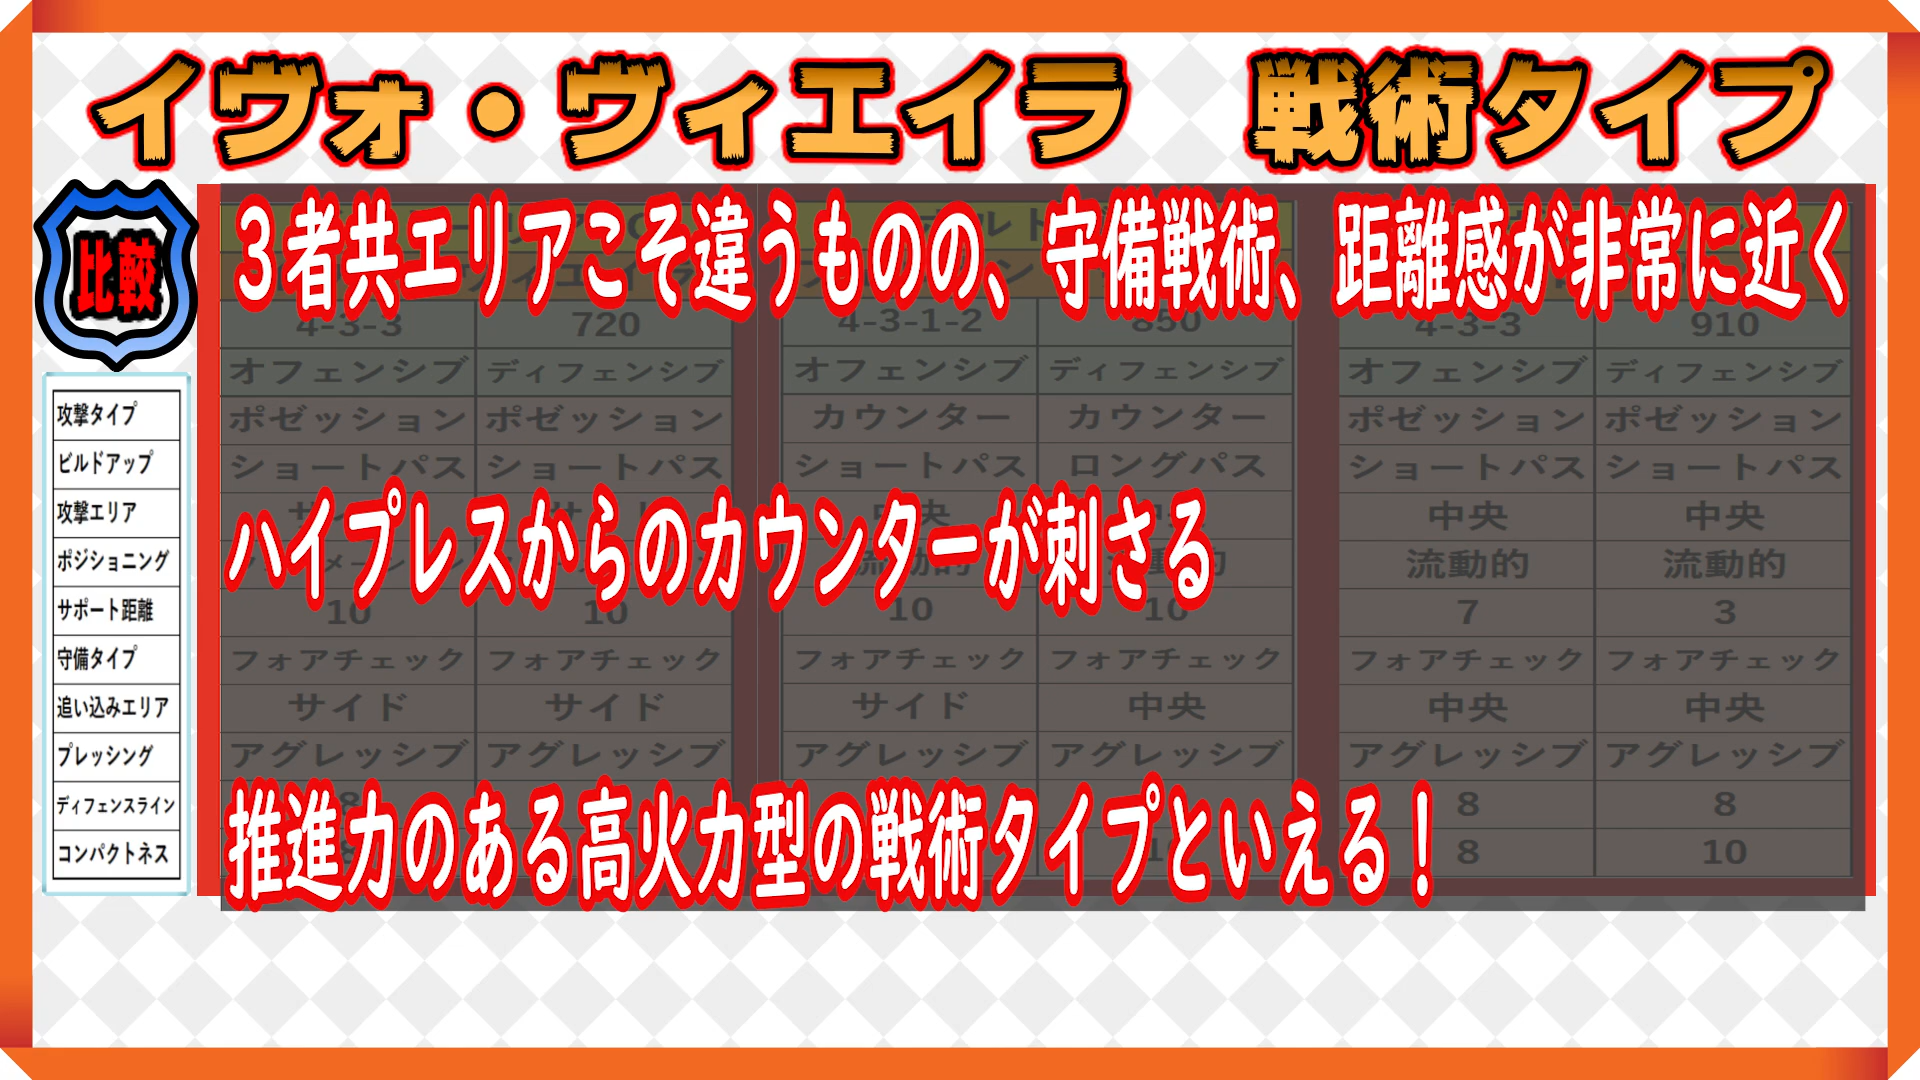 イヴォ・ヴィエイラ　戦術タイプ
比較
３者共エリアこそ違うものの、守備戦術、距離感が非常に近く
ハイプレスからのカウンターが刺さる
推進力のある高火力型の戦術タイプといえる！
攻撃タイプ
ビルドアップ
攻撃エリア
ポジショニング
サポート距離
守備タイプ
追い込みエリア
プレッシング
ディフェンスライン
コンパクトネス
4-3-3 720 4-3-1-2 850 4-3-3 910
オフェンシブ ディフェンシブ オフェンシブ ディフェンシブ オフェンシブ ディフェンシブ
ポゼッション ポゼッション カウンター カウンター ポゼッション ポゼッション
ショートパス ショートパス ショートパス ロングパス ショートパス ショートパス
中央 中央 中央
流動的 流動的 流動的
10 10 10 10 7 3
フォアチェック フォアチェック フォアチェック フォアチェック フォアチェック フォアチェック
サイド サイド サイド 中央 中央 中央
アグレッシブ アグレッシブ アグレッシブ アグレッシブ アグレッシブ アグレッシブ
8 8 8
8 10